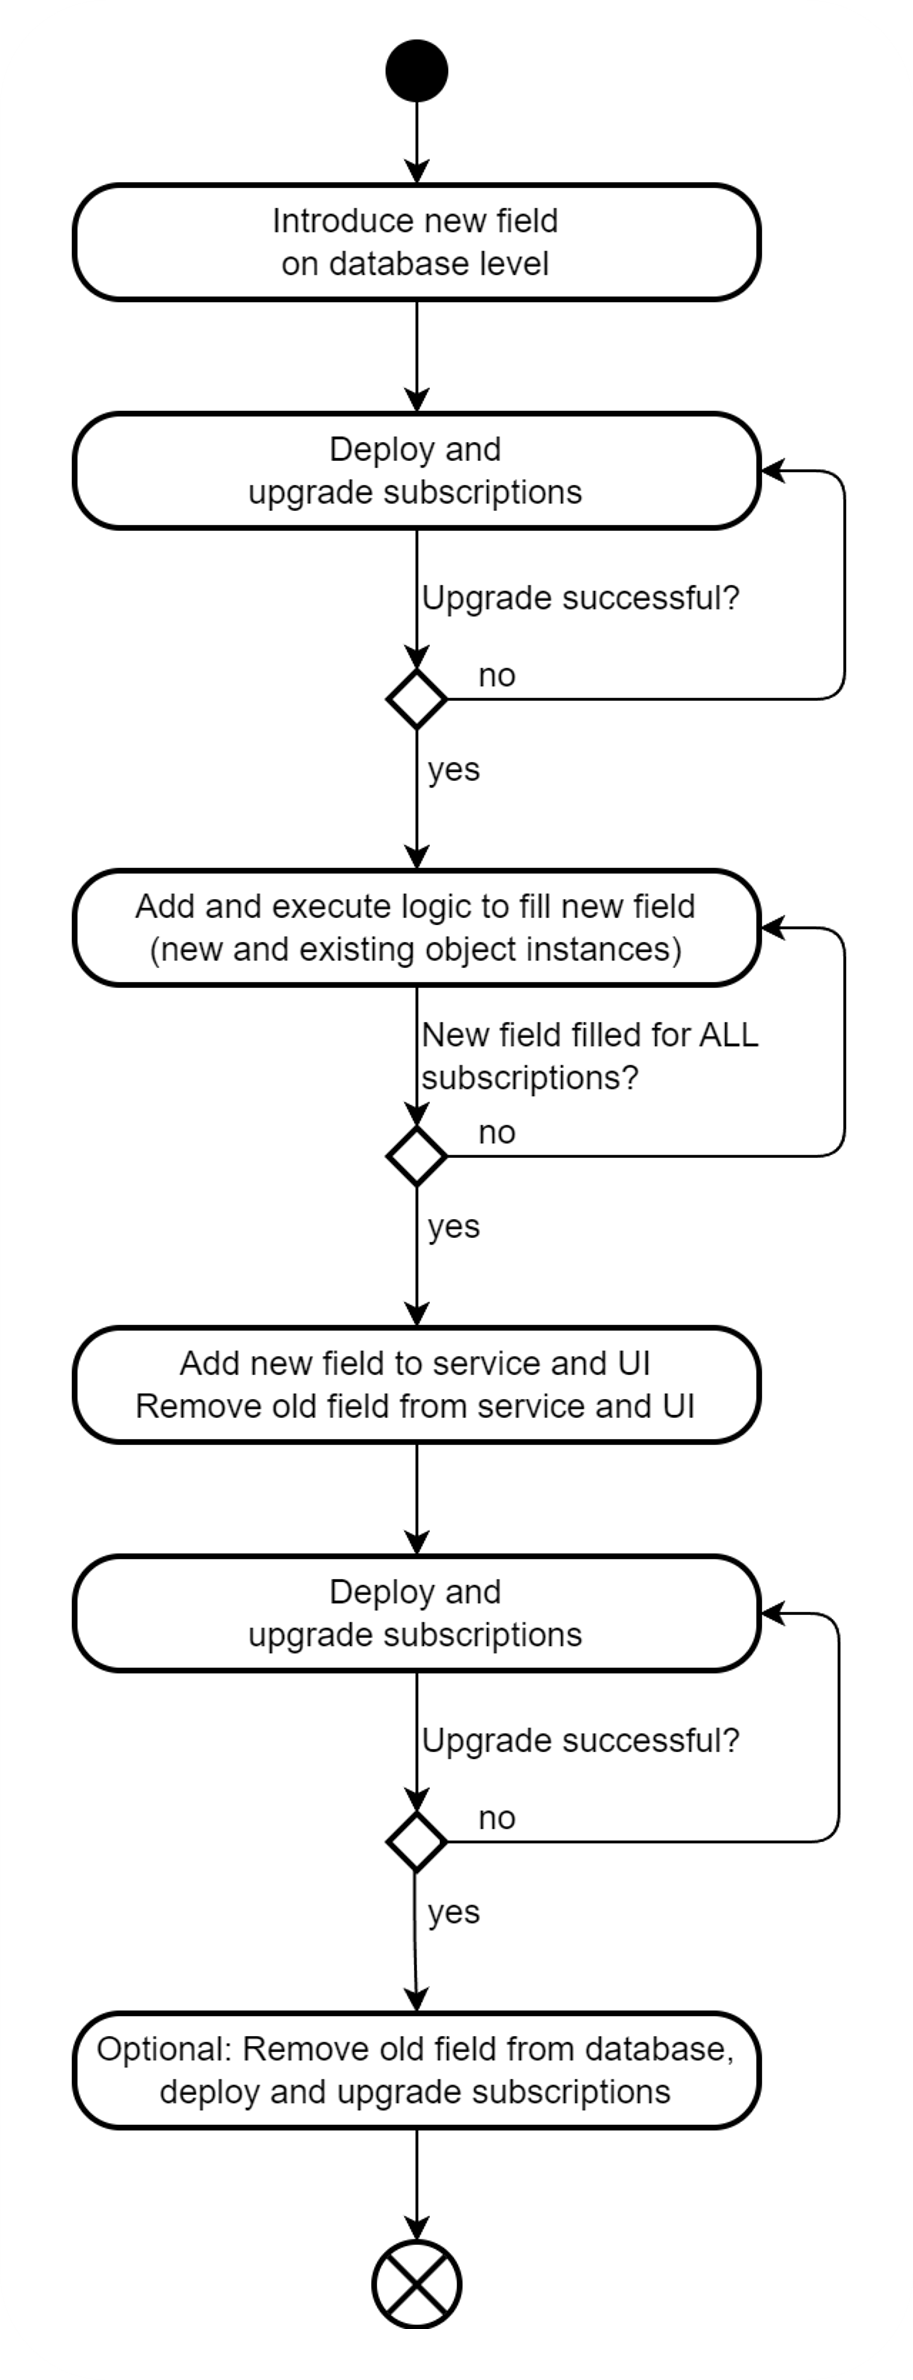 Introduce new field
on database level
Deploy and
upgrade subscriptions
Upgrade successful?
no
yes
Add and execute logic to fill new field
(new and existing object instances)
New field filled for ALL
subscriptions?
no
yes
Add new field to service and UI
Remove old field from service and UI
Deploy and
upgrade subscriptions
Upgrade successful?
no
yes
Optional: Remove old field from database,
deploy and upgrade subscriptions